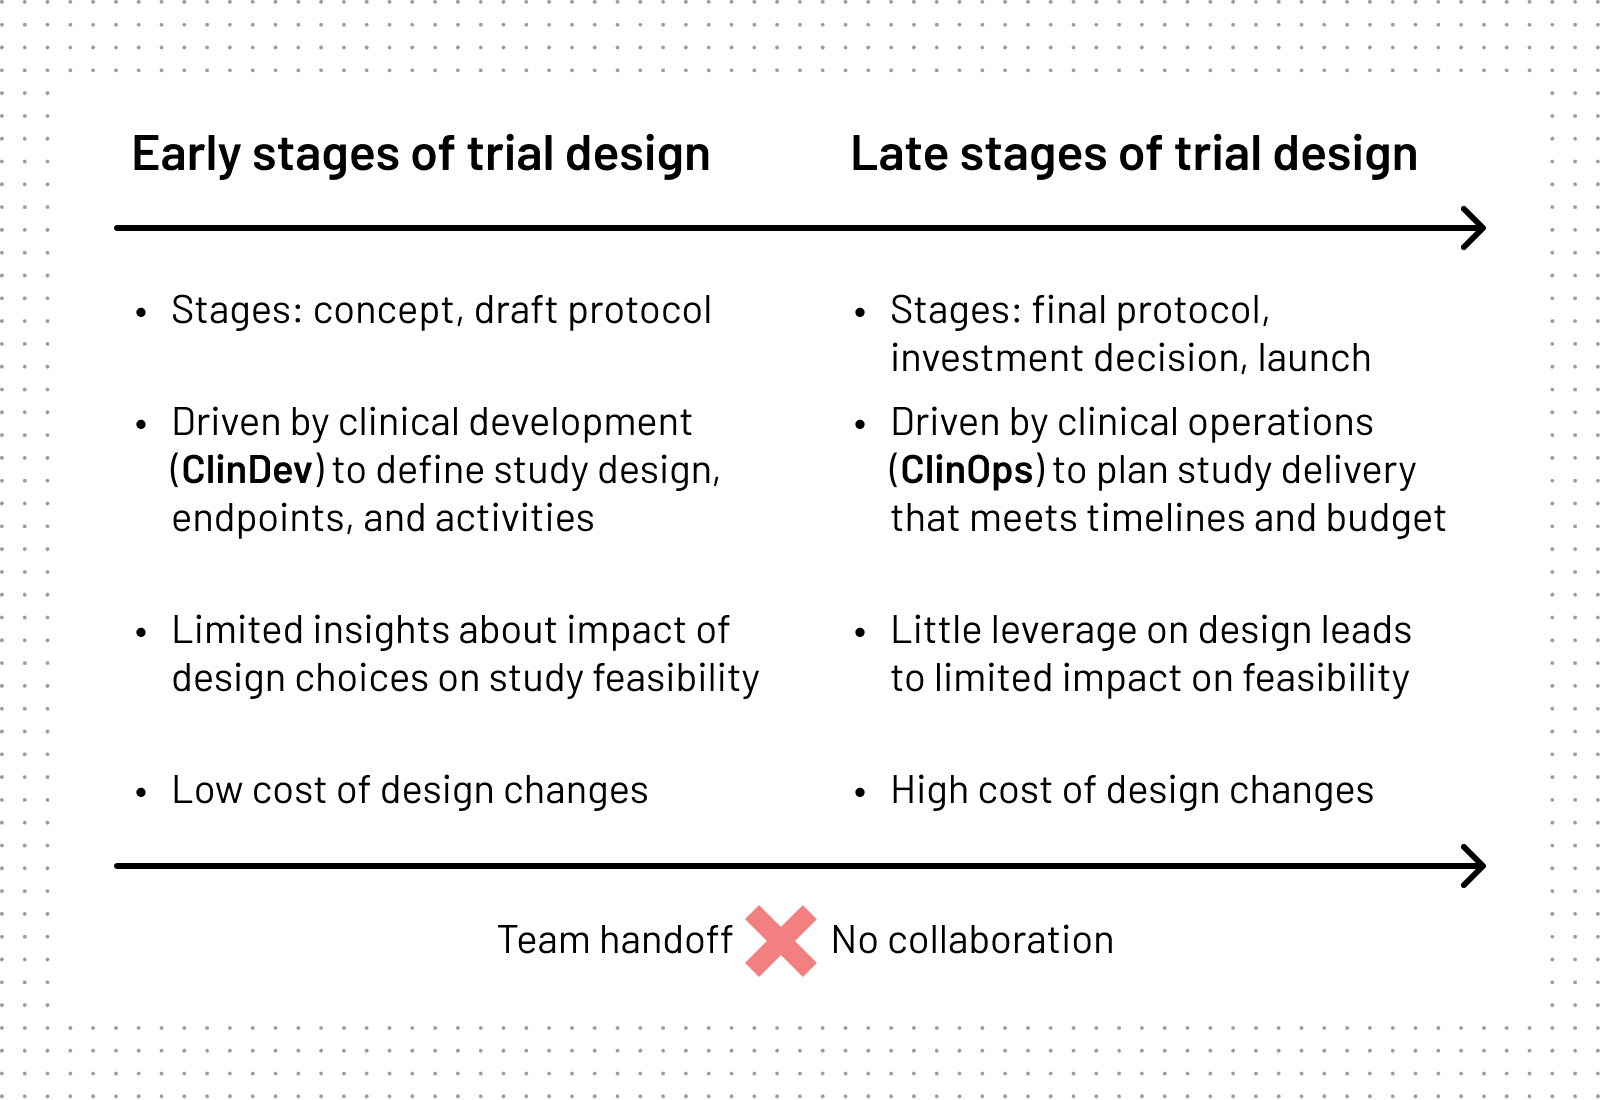 Early stages of trial design
Late stages of trial design
• Stages: concept, draft protocol
• Driven by clinical development
(ClinDev) to define study design,
endpoints, and activities
• Limited insights about impact of
design choices on study feasibility
• Low cost of design changes
• Stages: final protocol,
investment decision, launch
• Driven by clinical operations
(ClinOps) to plan study delivery
that meets timelines and budget
• Little leverage on design leads
to limited impact on feasibility
• High cost of design changes
Team handoff
No collaboration